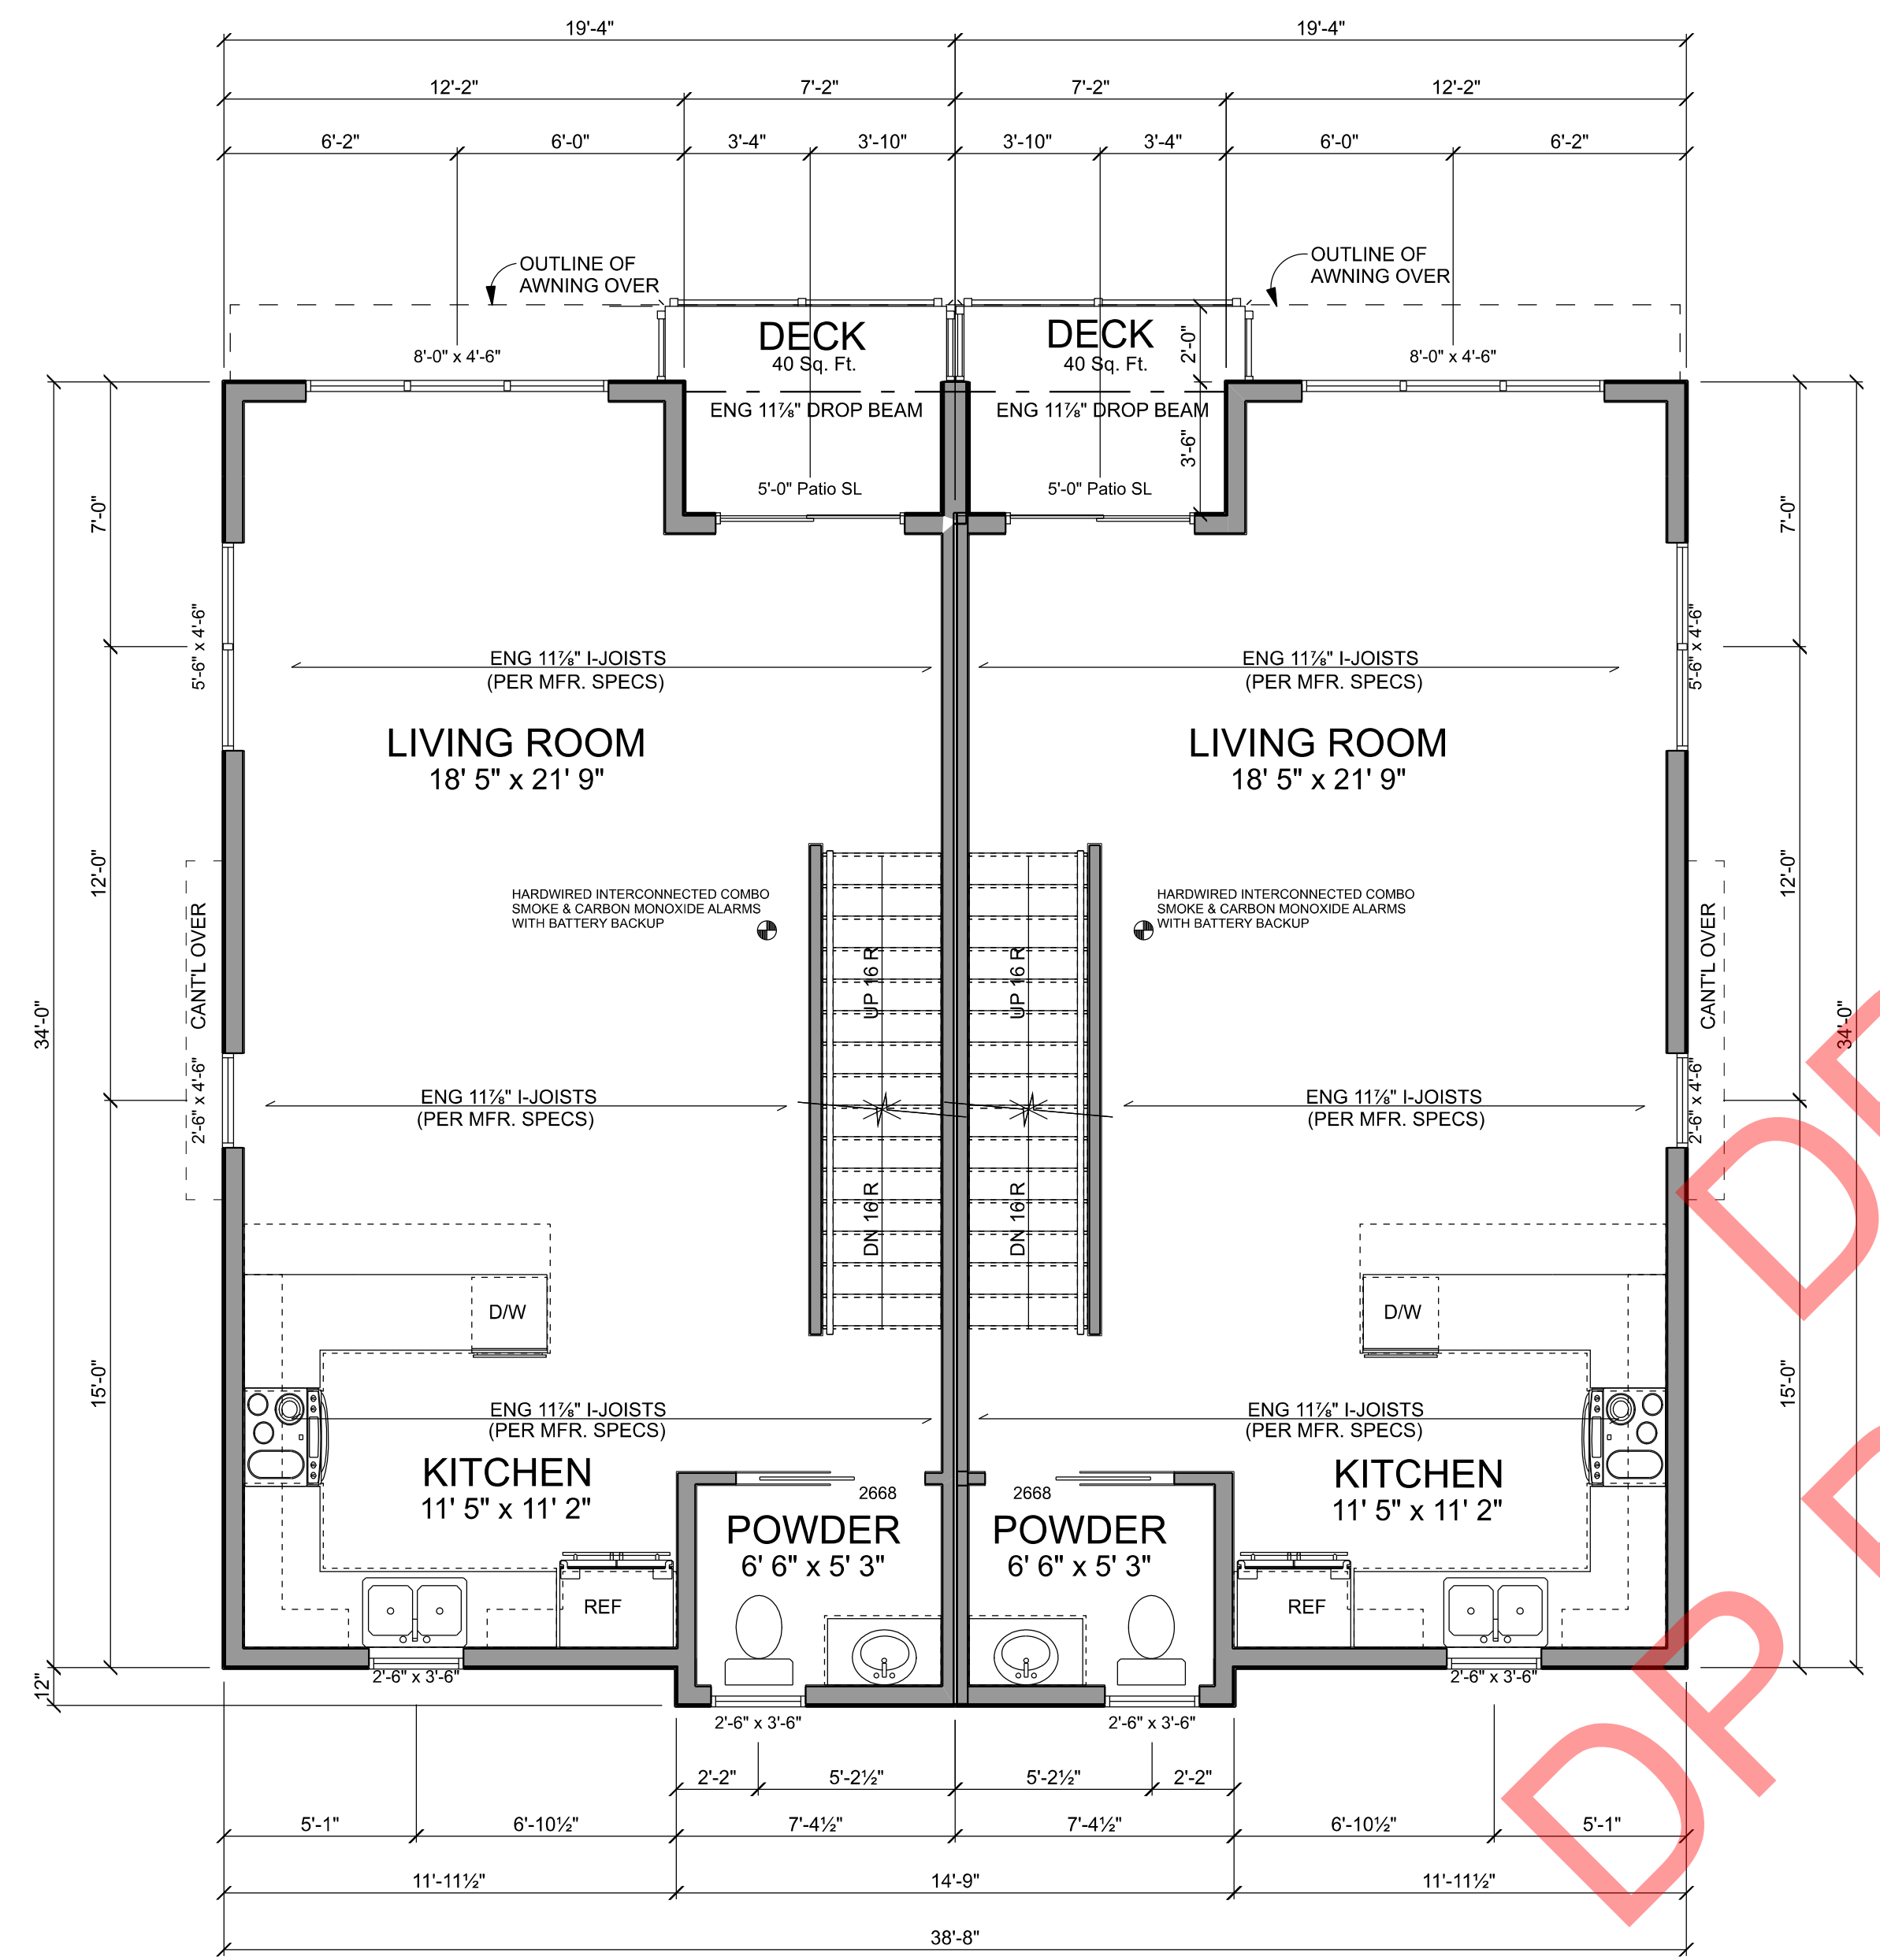 19'-4" 19'-4"
12'-2" 7'-2" 7'-2" 12'-2"
6'-2" 6'-0" 3'-4" 3'-10" 3'-10" 3'-4" 6'-0" 6'-2"
OUTLINE OF
AWNING OVER
OUTLINE OF
AWNING OVER
8'-0" x 4'-6"
DECK
40 Sq. Ft.
DECK
40 Sq. Ft.
2'-0"
8'-0" x 4'-6"
ENG 11⅞" DROP BEAM
ENG 11⅞" DROP BEAM
3'-6"
5'-0" Patio SL
5'-0" Patio SL
7'-0"
7'-0"
5'-6" x 4'-6"
5'-6" x 4'-6"
ENG 11⅞" I-JOISTS
(PER MFR. SPECS)
ENG 11⅞" I-JOISTS
(PER MFR. SPECS)
LIVING ROOM
18' 5" x 21' 9"
LIVING ROOM
18' 5" x 21' 9"
12'-0"
12'-0"
HARDWIRED INTERCONNECTED COMBO
SMOKE & CARBON MONOXIDE ALARMS
WITH BATTERY BACKUP
HARDWIRED INTERCONNECTED COMBO
SMOKE & CARBON MONOXIDE ALARMS
WITH BATTERY BACKUP
CANT'L OVER
CANT'L OVER
UP 16 R
UP 16 R
34'-0"
34'-0"
2'-6" x 4'-6"
2'-6" x 4'-6"
ENG 11⅞" I-JOISTS
(PER MFR. SPECS)
ENG 11⅞" I-JOISTS
(PER MFR. SPECS)
DN 16 R
DN 16 R
D/W
D/W
15'-0"
15'-0"
ENG 11⅞" I-JOISTS
(PER MFR. SPECS)
ENG 11⅞" I-JOISTS
(PER MFR. SPECS)
KITCHEN
11' 5" x 11' 2"
KITCHEN
11' 5" x 11' 2"
2668
2668
POWDER
6' 6" x 5' 3"
POWDER
6' 6" x 5' 3"
REF
REF
12"
2'-6" x 3'-6"
2'-6" x 3'-6"
2'-6" x 3'-6"
2'-6" x 3'-6"
2'-2" 5'-2½" 5'-2½" 2'-2"
5'-1" 6'-10½" 7'-4½" 7'-4½" 6'-10½" 5'-1"
11'-11½" 14'-9" 11'-11½"
38'-8"
DP